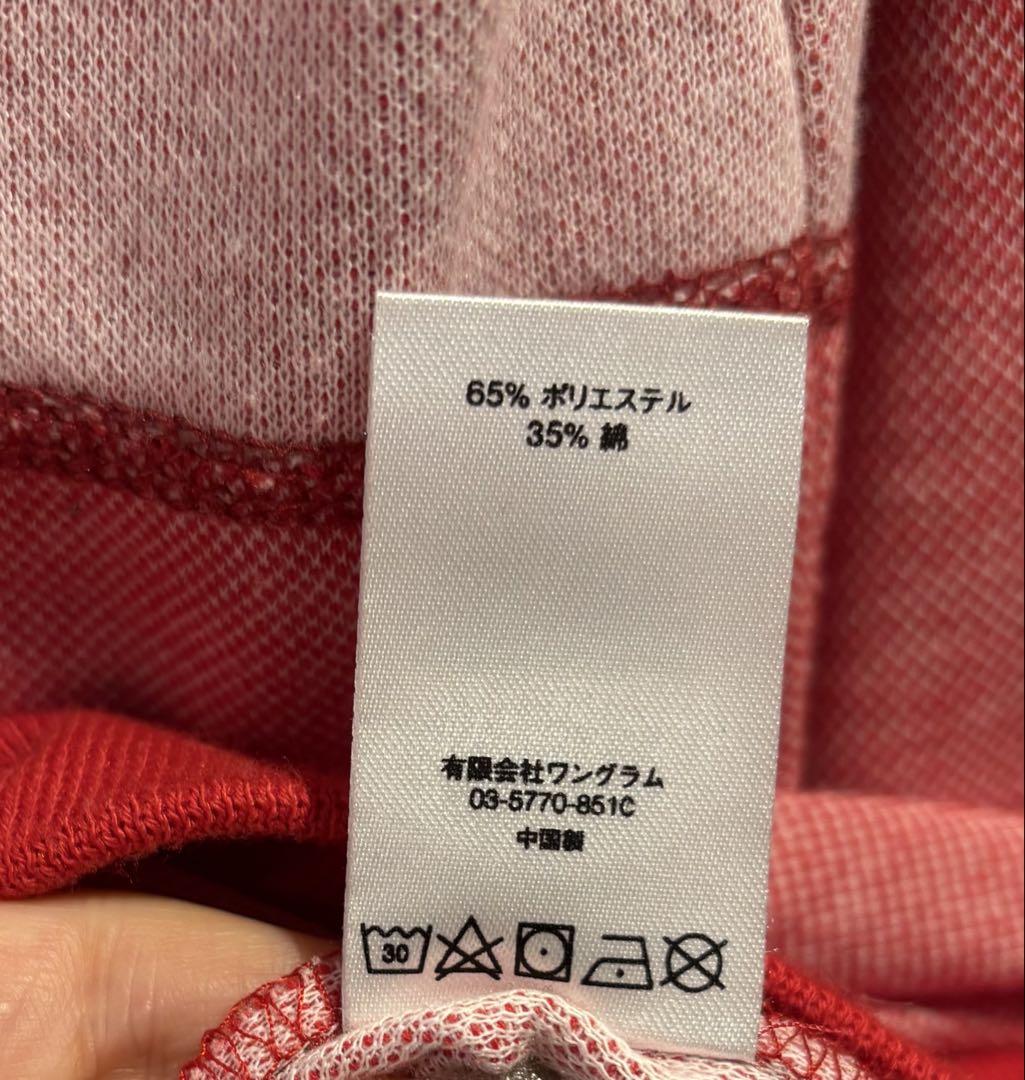 65% ポリエステル
35% 綿
有限会社ワングラム
03-5770-851C
中国製
30